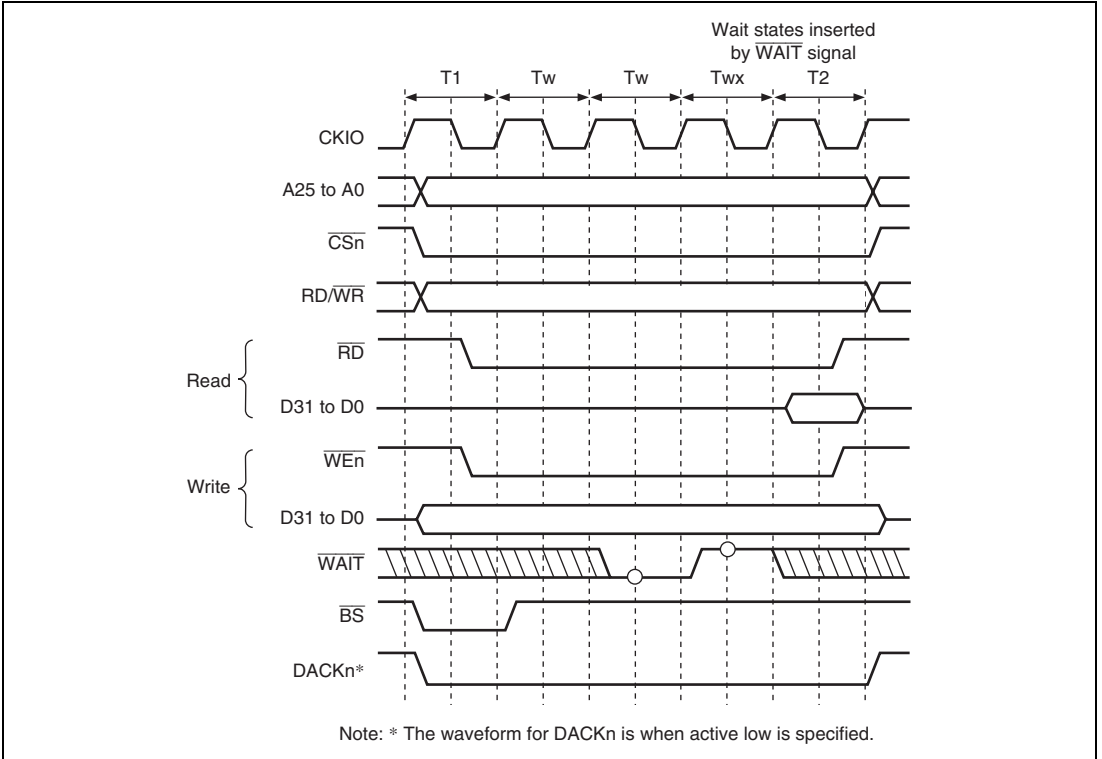 Wait states inserted
by WAIT signal
T1 Tw Tw Twx T2
CKIO
A25 to A0
CSn
RD/WR
RD
Read
D31 to D0
WEn
Write
D31 to D0
WAIT
BS
DACKn*
Note: * The waveform for DACKn is when active low is specified.